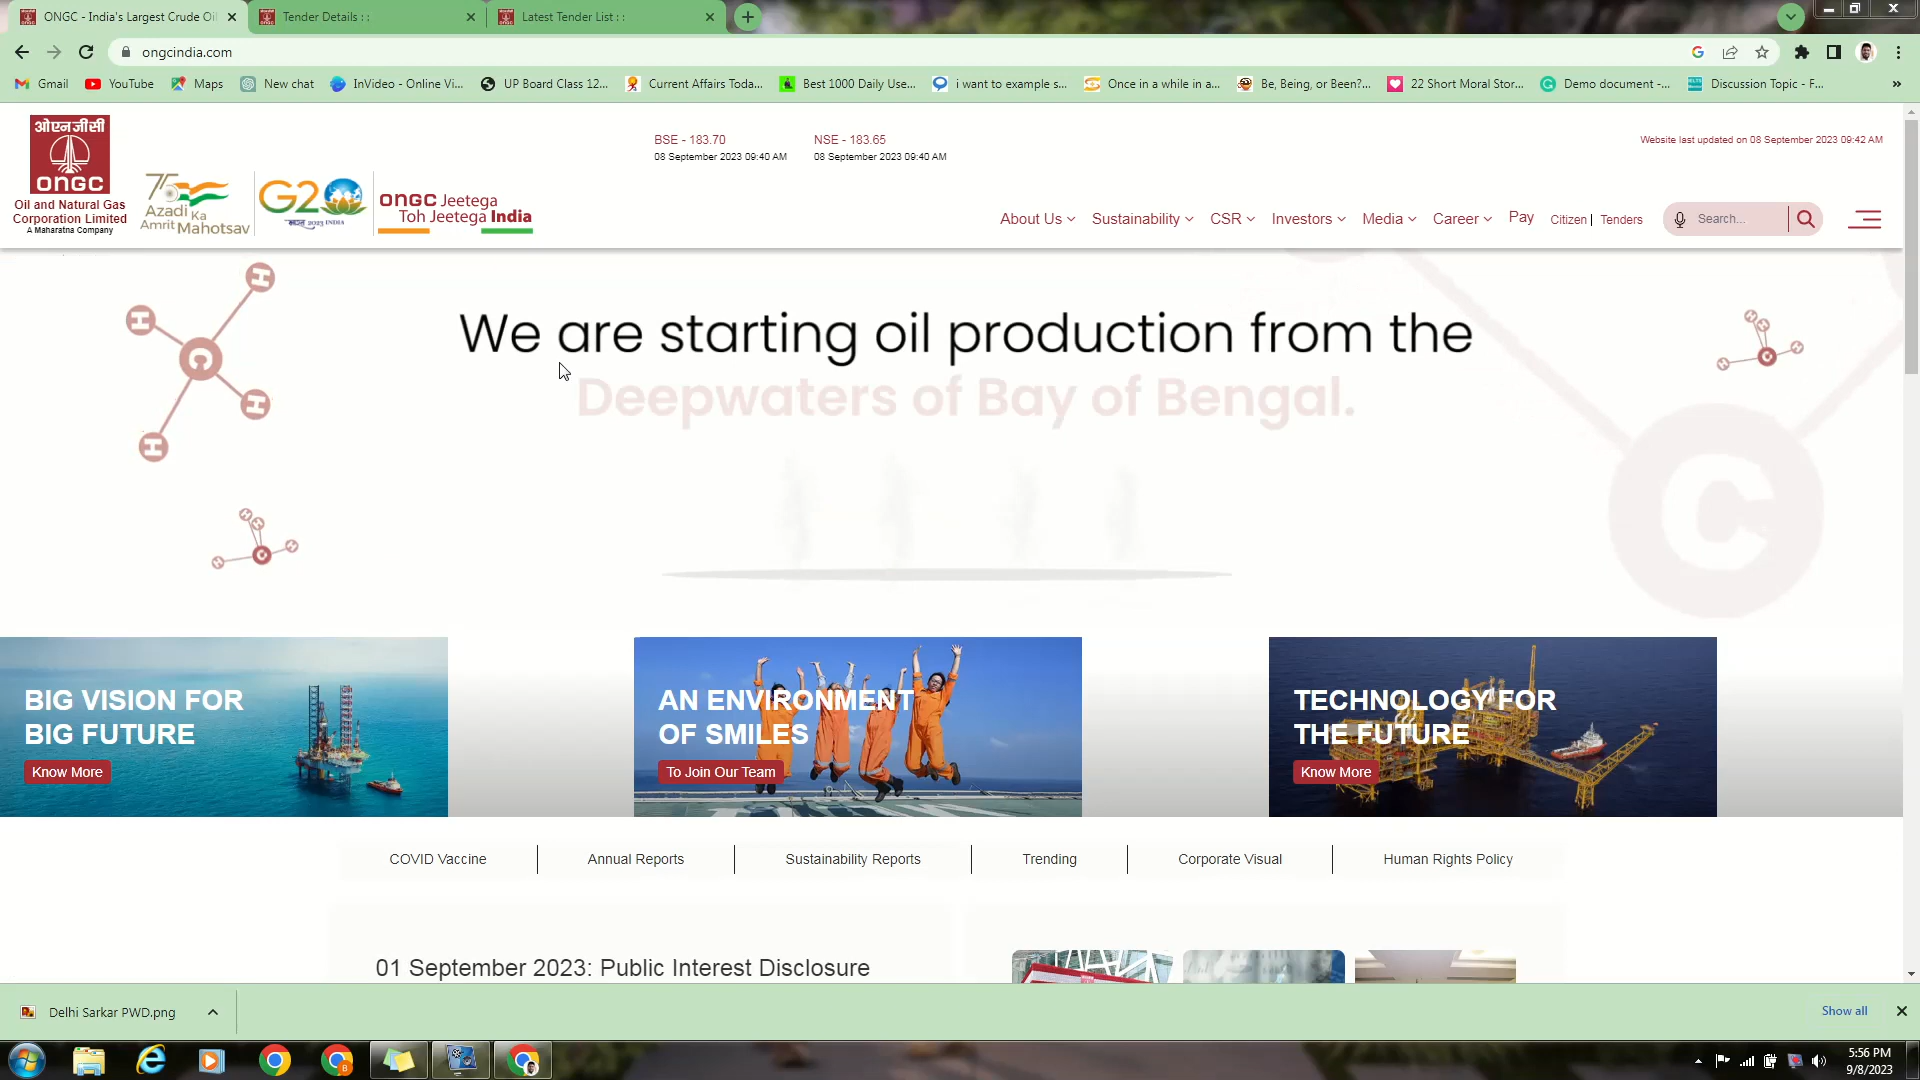 ONGC - India's Largest Crude Oil
Tender Details : :
Latest Tender List : :
ongcindia.com
Gmail
YouTube
Maps
New chat
InVideo - Online Vi...
UP Board Class 12...
Current Affairs Toda...
Best 1000 Daily Use...
i want to example s...
Once in a while in a...
Be, Being, or Been?...
22 Short Moral Stor...
Demo document -...
Discussion Topic - F...
ओएनजीसी
ONGC
Oil and Natural Gas
Corporation Limited
A Maharatna Company
75
Azadi Ka
Amrit Mahotsav
G20
ONGC Jeetega
Toh Jeetega India
BSE - 183.70
08 September 2023 09:40 AM
NSE - 183.65
08 September 2023 09:40 AM
Website last updated on 08 September 2023 09:42 AM
About Us
Sustainability
CSR
Investors
Media
Career
Pay
Citizen |
Tenders
Search...
We are starting oil production from the
Deepwaters of Bay of Bengal.
H
H
C
H
H
C
BIG VISION FOR
BIG FUTURE
Know More
AN ENVIRONMENT
OF SMILES
To Join Our Team
TECHNOLOGY FOR
THE FUTURE
Know More
COVID Vaccine
Annual Reports
Sustainability Reports
Trending
Corporate Visual
Human Rights Policy
01 September 2023: Public Interest Disclosure
Delhi Sarkar PWD.png
Show all
5:56 PM
9/8/2023